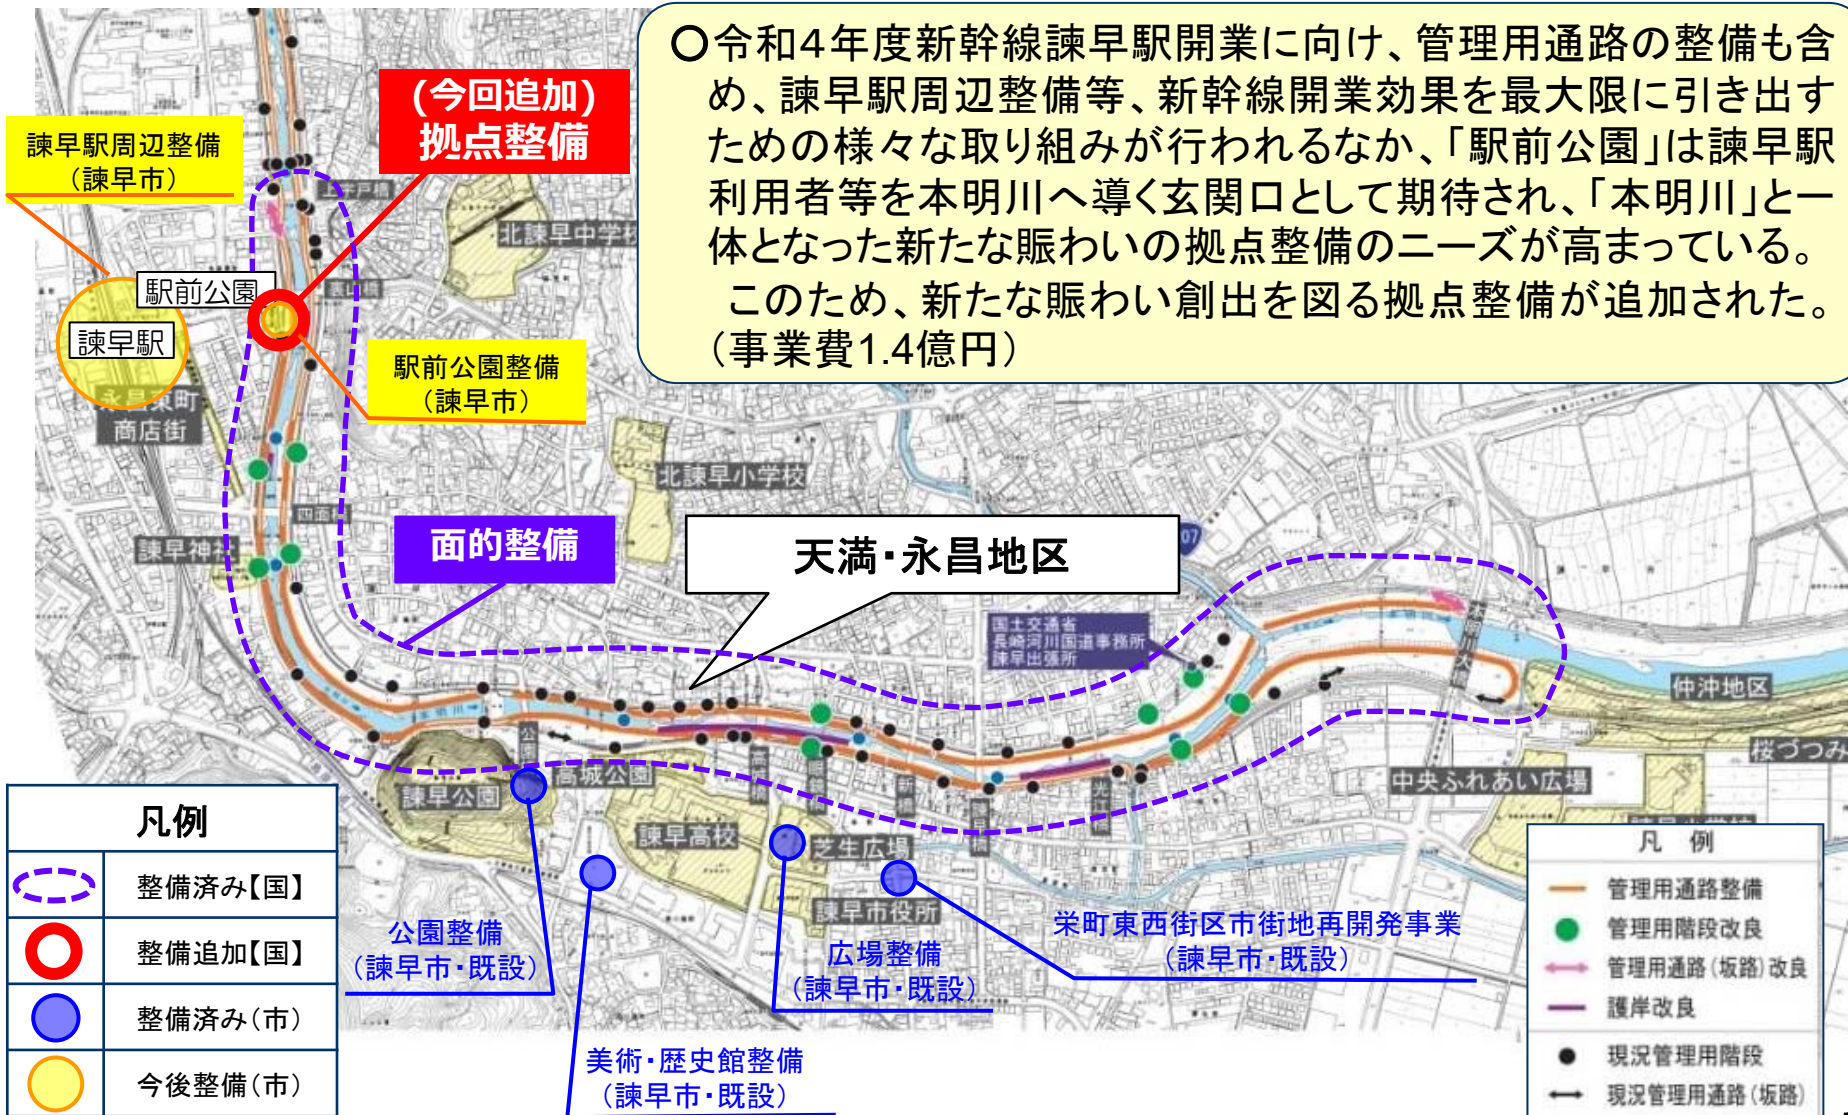 ○令和4年度新幹線諫早駅開業に向け、管理用通路の整備も含
め、諫早駅周辺整備等、新幹線開業効果を最大限に引き出す
ための様々な取り組みが行われるなか、「駅前公園」は諫早駅
利用者等を本明川へ導く玄関口として期待され、「本明川」と一
体となった新たな賑わいの拠点整備のニーズが高まっている。
このため、新たな賑わい創出を図る拠点整備が追加された。
（事業費1.4億円）
(今回追加)
拠点整備
諫早駅周辺整備
（諫早市）
北諫早中学校
駅前公園
諫早駅
駅前公園整備
（諫早市）
永昌東町
商店街
北諫早小学校
四面橋
諫早神社
面的整備
天満・永昌地区
207
国土交通省
長崎河川国道事務所
諫早出張所
本明川
仲沖地区
桜づつみ
中央ふれあい広場
諫早公園
高城公園
諫早高校
芝生広場
諫早市役所
光江橋
公園整備
（諫早市・既設）
広場整備
（諫早市・既設）
栄町東西街区市街地再開発事業
（諫早市・既設）
美術・歴史館整備
（諫早市・既設）
凡例
整備済み【国】
整備追加【国】
整備済み（市）
今後整備（市）
凡 例
管理用通路整備
管理用階段改良
管理用通路（坂路）改良
護岸改良
現況管理用階段
現況管理用通路（坂路）